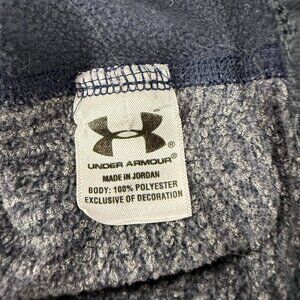 UNDER ARMOUR®
MADE IN JORDAN
BODY: 100% POLYESTER
EXCLUSIVE OF DECORATION